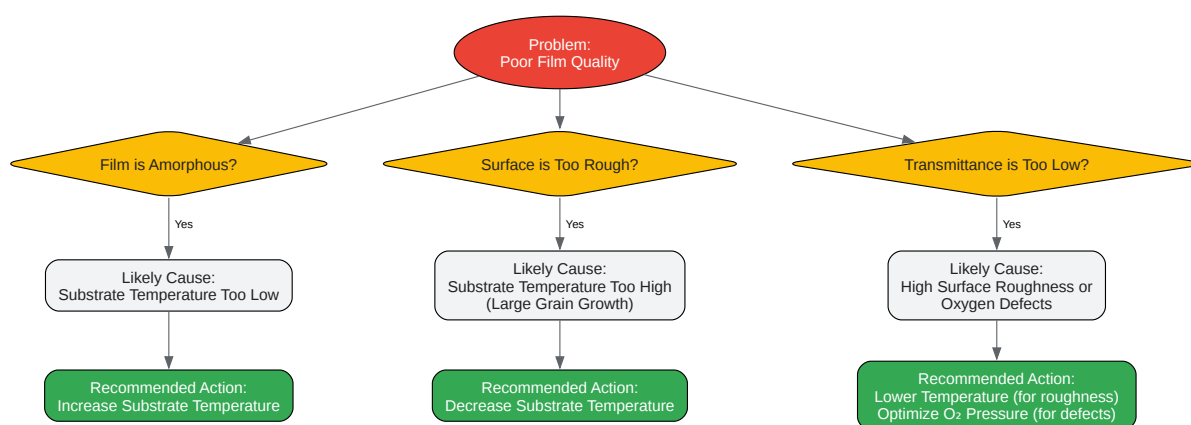 Problem:
Poor Film Quality
Film is Amorphous?
Surface is Too Rough?
Transmittance is Too Low?
Yes
Yes
Yes
Likely Cause:
Substrate Temperature Too Low
Likely Cause:
Substrate Temperature Too High
(Large Grain Growth)
Likely Cause:
High Surface Roughness or
Oxygen Defects
Recommended Action:
Increase Substrate Temperature
Recommended Action:
Decrease Substrate Temperature
Recommended Action:
Lower Temperature (for roughness)
Optimize O₂ Pressure (for defects)